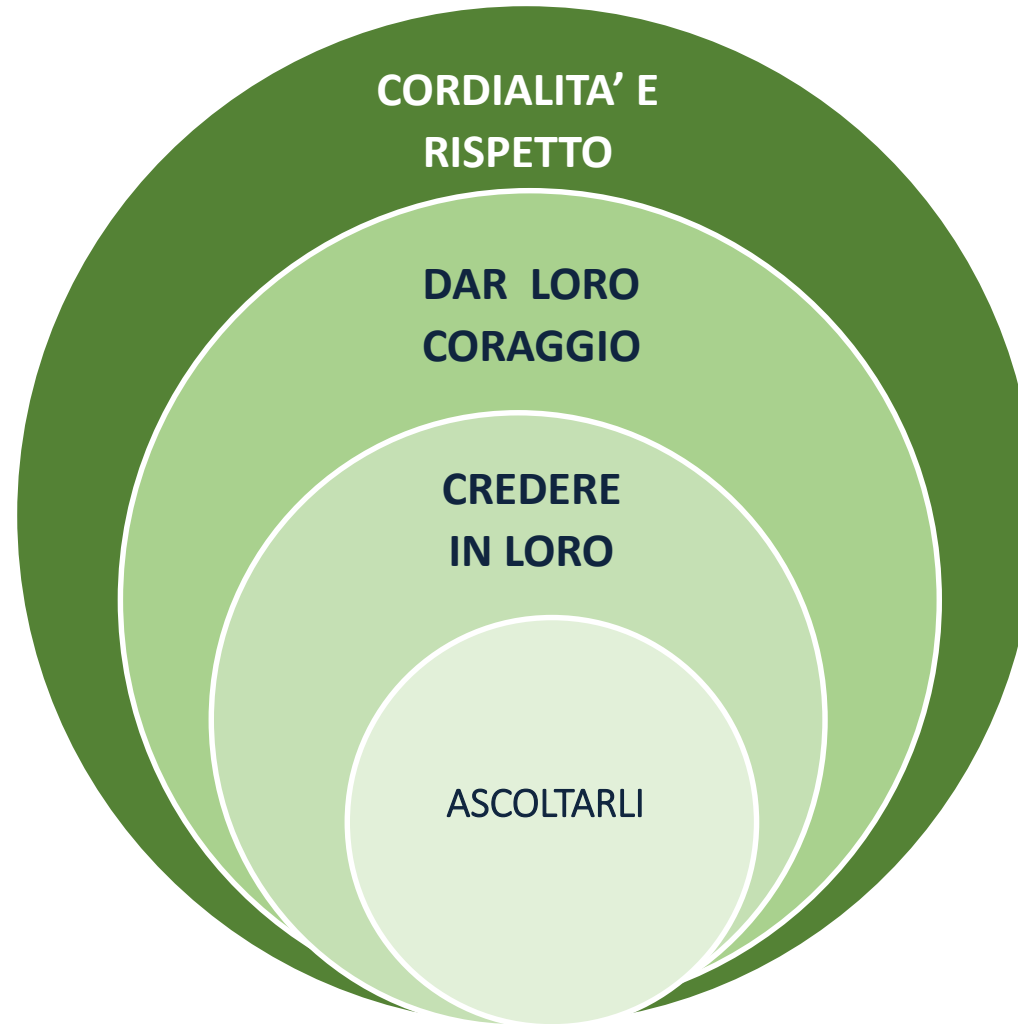 CORDIALITA’ E
RISPETTO
DAR LORO
CORAGGIO
CREDERE
IN LORO
ASCOLTARLI